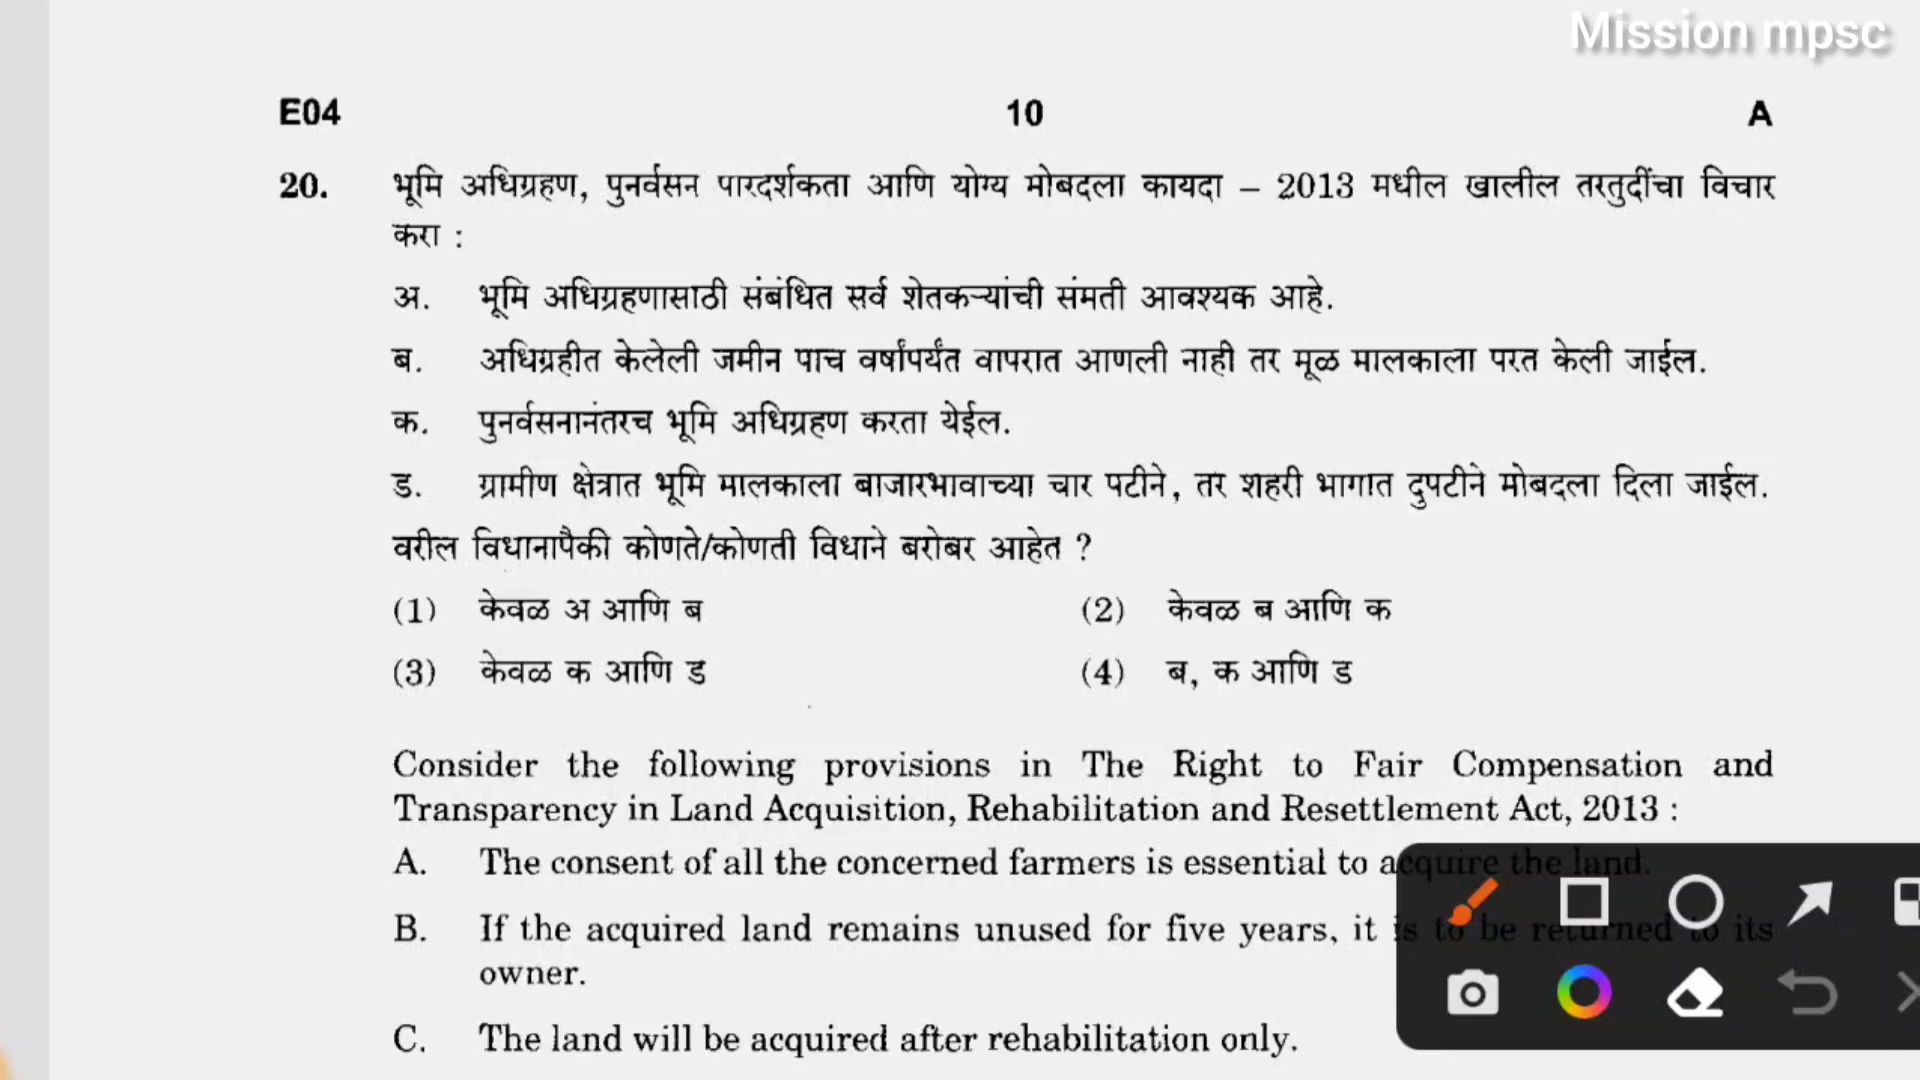 Mission mpsc
E04 10 A
20. भूमि अधिग्रहण, पुनर्वसन पारदर्शकता आणि योग्य मोबदला कायदा – 2013 मधील खालील तरतुदींचा विचार
करा :
अ. भूमि अधिग्रहणासाठी संबंधित सर्व शेतकऱ्यांची संमती आवश्यक आहे.
ब. अधिग्रहीत केलेली जमीन पाच वर्षांपर्यंत वापरात आणली नाही तर मूळ मालकाला परत केली जाईल.
क. पुनर्वसनानंतरच भूमि अधिग्रहण करता येईल.
ड. ग्रामीण क्षेत्रात भूमि मालकाला बाजारभावाच्या चार पटीने, तर शहरी भागात दुपटीने मोबदला दिला जाईल.
वरील विधानापैकी कोणते/कोणती विधाने बरोबर आहेत ?
(1) केवळ अ आणि ब (2) केवळ ब आणि क
(3) केवळ क आणि ड (4) ब, क आणि ड
Consider the following provisions in The Right to Fair Compensation and
Transparency in Land Acquisition, Rehabilitation and Resettlement Act, 2013 :
A. The consent of all the concerned farmers is essential to acquire the land.
B. If the acquired land remains unused for five years, it is to be returned to its
owner.
C. The land will be acquired after rehabilitation only.